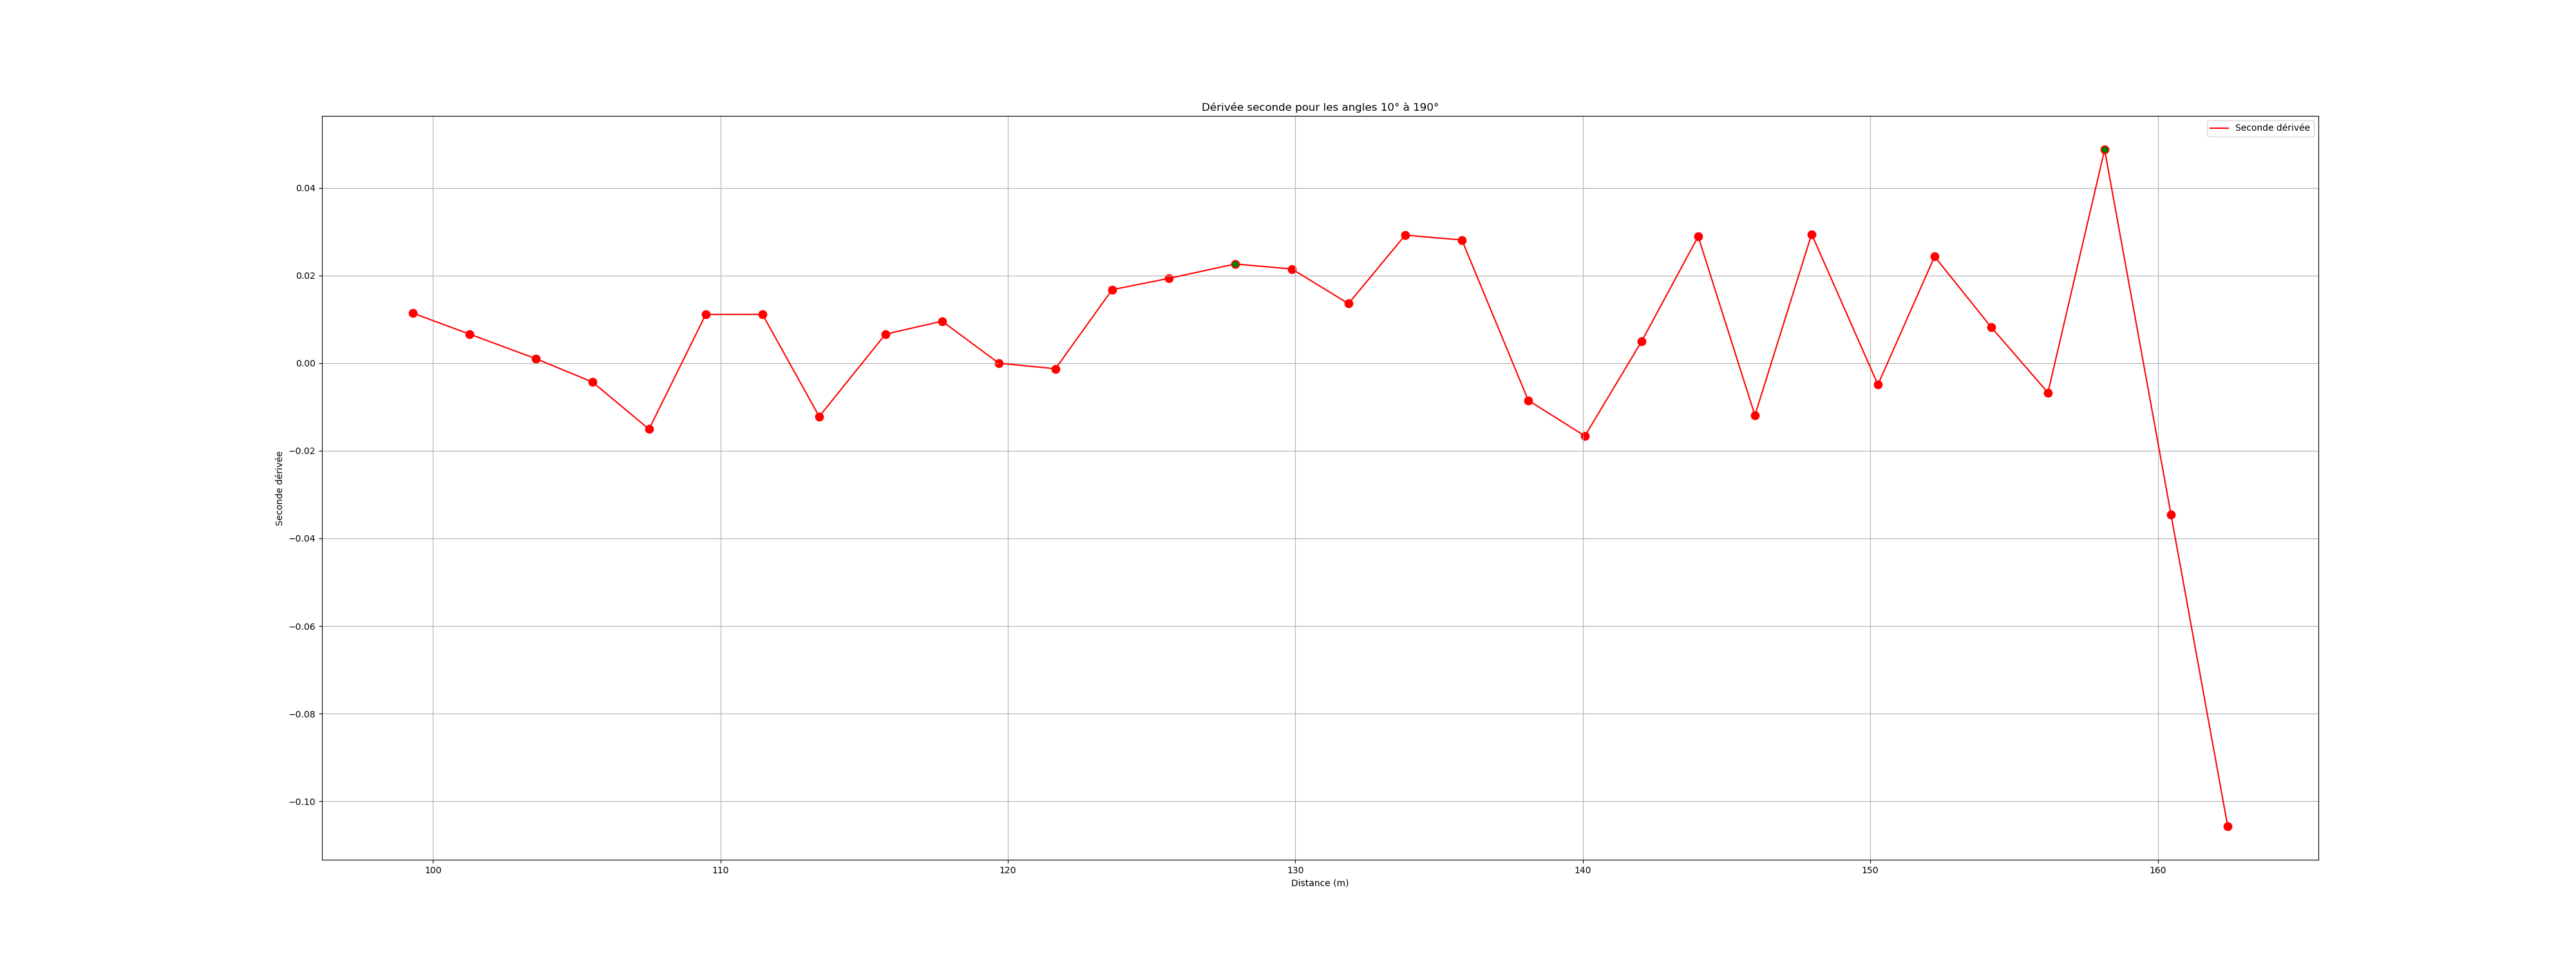 Dérivée seconde pour les angles 10° à 190°
Seconde dérivée
0.04
0.02
0.00
−0.02
−0.04
−0.06
−0.08
−0.10
Seconde dérivée
100 110 120 130 140 150 160
Distance (m)